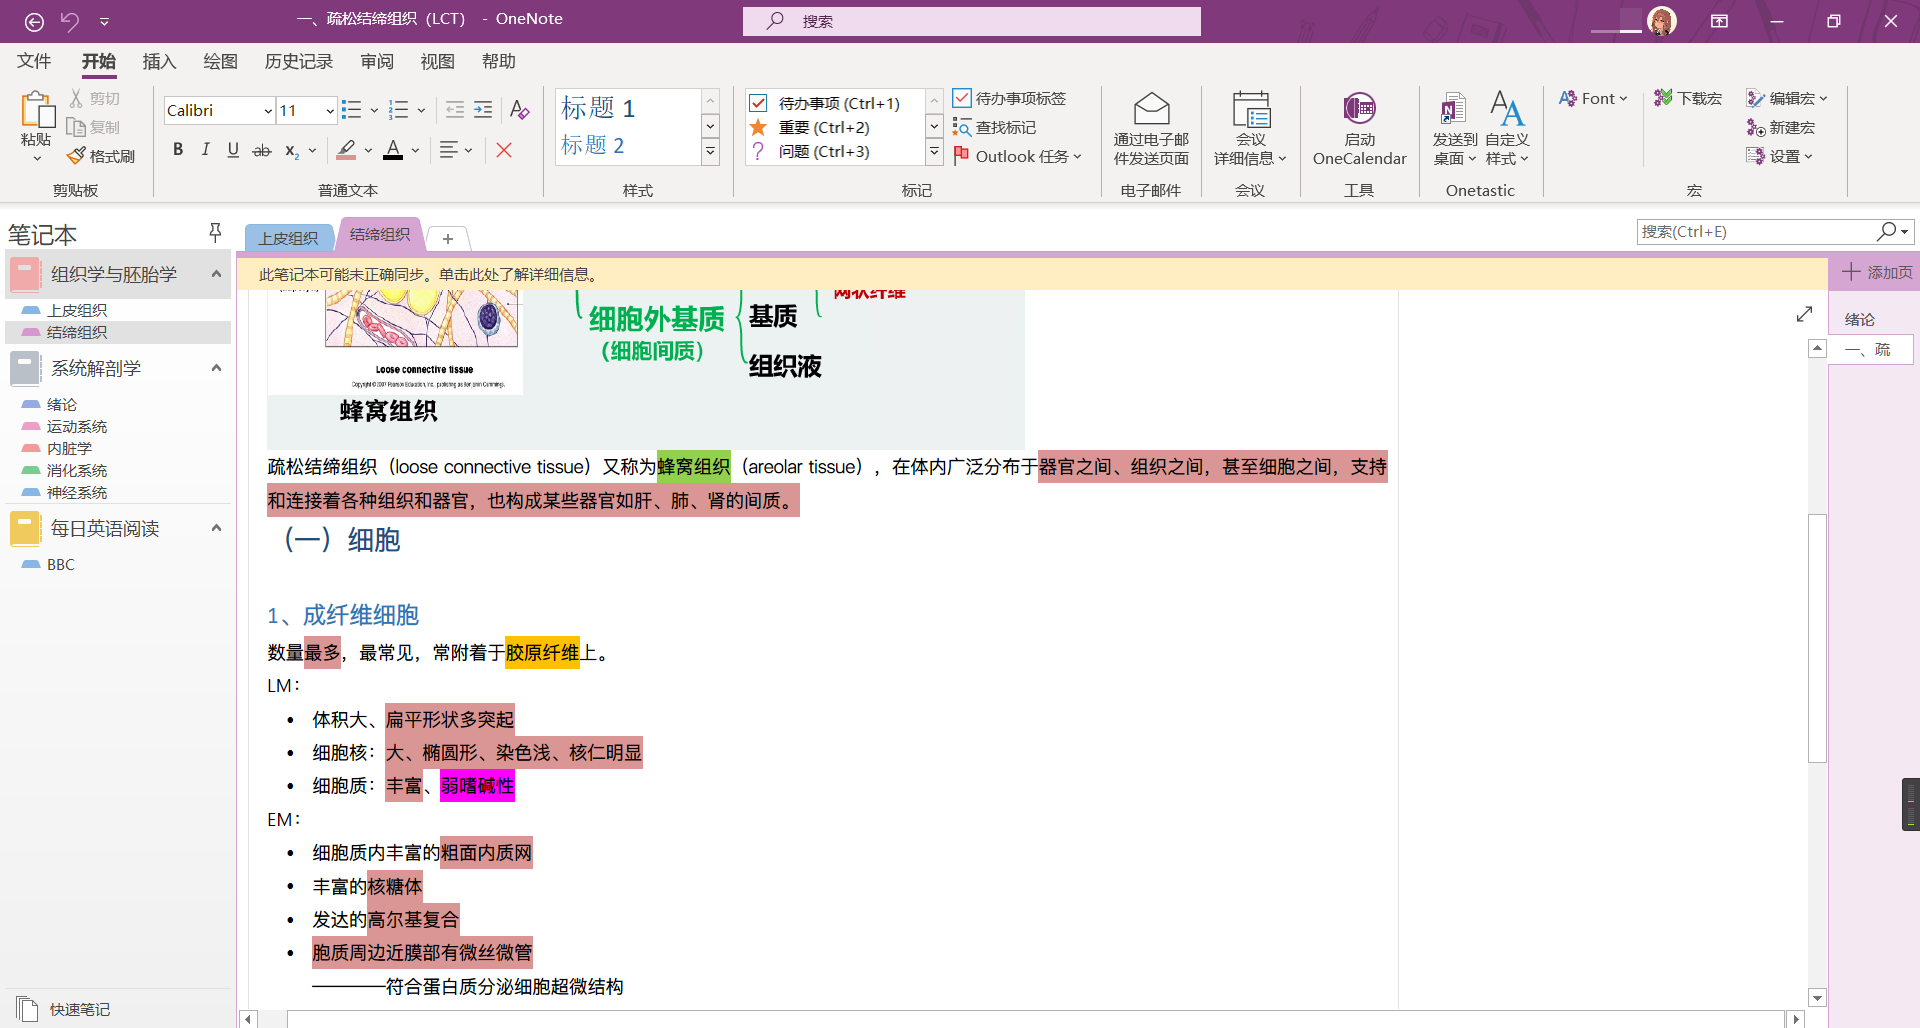 一、疏松结缔组织（LCT） - OneNote
搜索
文件 开始 插入 绘图 历史记录 审阅 视图 帮助
粘贴
剪切
复制
格式刷
剪贴板
Calibri 11
B I U ab x₂ A
普通文本
标题 1
标题 2
样式
待办事项 (Ctrl+1)
重要 (Ctrl+2)
问题 (Ctrl+3)
待办事项标签
查找标记
Outlook 任务
标记
通过电子邮
件发送页面
电子邮件
会议
详细信息
会议
启动
OneCalendar
工具
发送到
桌面
自定义
样式
Onetastic
Font
下载宏
编辑宏
新建宏
设置
宏
笔记本
组织学与胚胎学
上皮组织
结缔组织
系统解剖学
绪论
运动系统
内脏学
消化系统
神经系统
每日英语阅读
BBC
快速笔记
上皮组织 结缔组织 +
搜索(Ctrl+E)
此笔记本可能未正确同步。单击此处了解详细信息。
添加页
绪论
一、疏
网状纤维
细胞外基质
(细胞间质)
基质
组织液
Loose connective tissue
Copyright © 2007 Pearson Education, Inc., publishing as Benjamin Cummings.
蜂窝组织
疏松结缔组织（loose connective tissue）又称为蜂窝组织（areolar tissue），在体内广泛分布于器官之间、组织之间，甚至细胞之间，支持
和连接着各种组织和器官，也构成某些器官如肝、肺、肾的间质。
（一）细胞
1、成纤维细胞
数量最多，最常见，常附着于胶原纤维上。
LM：
• 体积大、扁平形状多突起
• 细胞核：大、椭圆形、染色浅、核仁明显
• 细胞质：丰富、弱嗜碱性
EM：
• 细胞质内丰富的粗面内质网
• 丰富的核糖体
• 发达的高尔基复合
• 胞质周边近膜部有微丝微管
————符合蛋白质分泌细胞超微结构